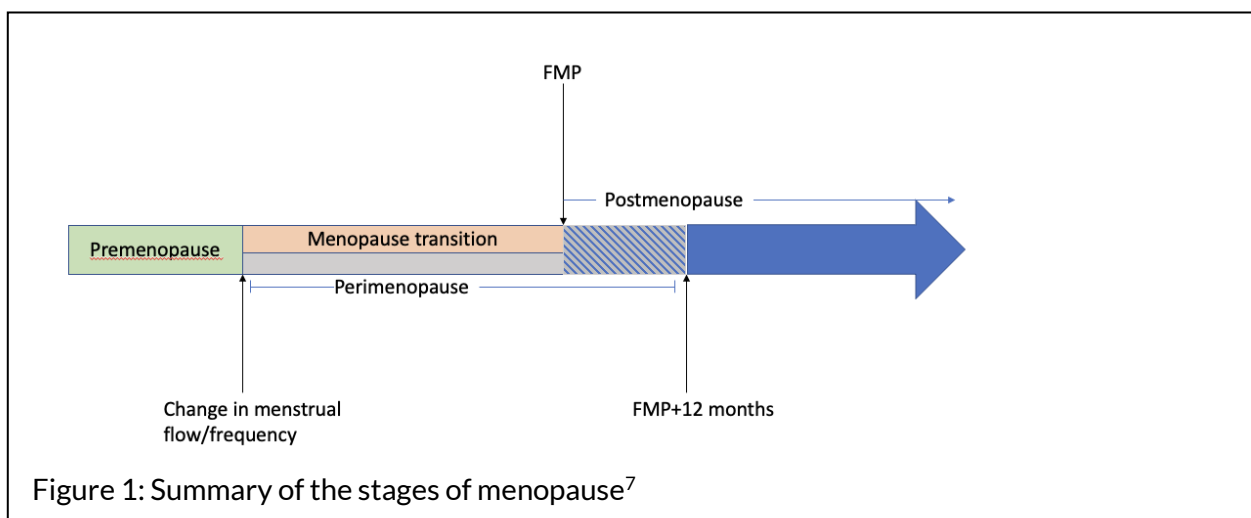 FMP
Postmenopause
Premenopause
Menopause transition
Perimenopause
Change in menstrual
flow/frequency
FMP+12 months
Figure 1: Summary of the stages of menopause⁷